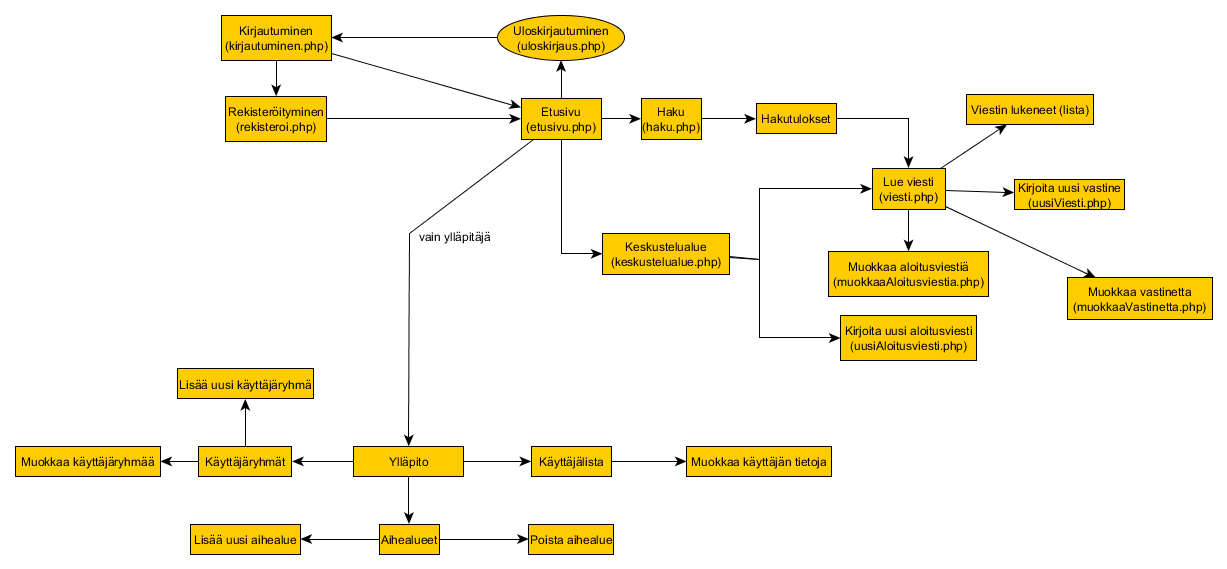 Kirjautuminen
(kirjautuminen.php)
Uloskirjautuminen
(uloskirjaus.php)
Rekisteröityminen
(rekisteroi.php)
Etusivu
(etusivu.php)
Haku
(haku.php)
Hakutulokset
Viestin lukeneet (lista)
Lue viesti
(viesti.php)
Kirjoita uusi vastine
(uusiViesti.php)
vain ylläpitäjä
Keskustelualue
(keskustelualue.php)
Muokkaa aloitusviestiä
(muokkaaAloitusviestia.php)
Muokkaa vastinetta
(muokkaaVastinetta.php)
Kirjoita uusi aloitusviesti
(uusiAloitusviesti.php)
Lisää uusi käyttäjäryhmä
Muokkaa käyttäjäryhmää
Käyttäjäryhmät
Ylläpito
Käyttäjälista
Muokkaa käyttäjän tietoja
Lisää uusi aihealue
Aihealueet
Poista aihealue